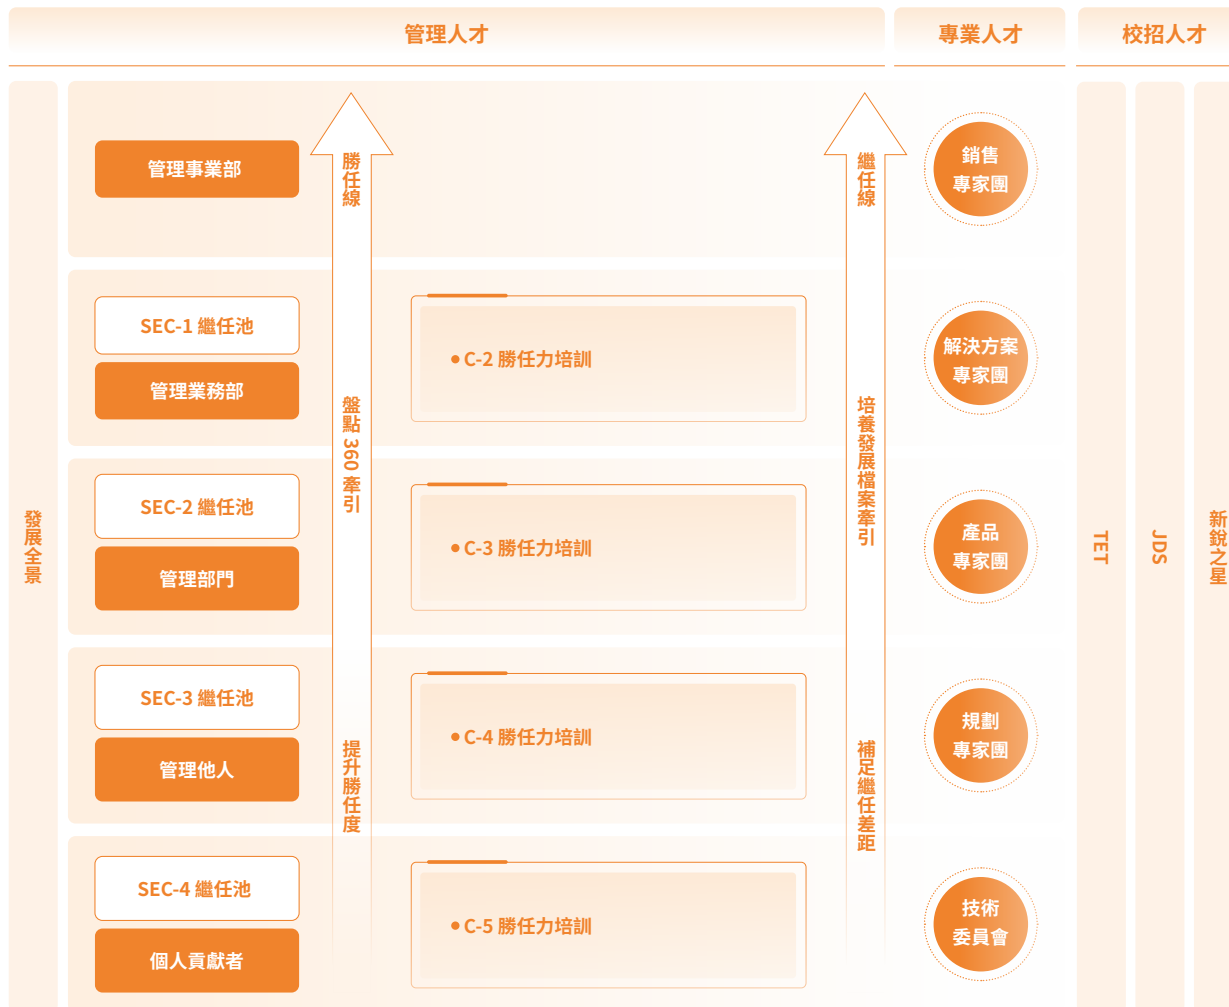 管理人才
專業人才
校招人才
發展全景
管理事業部
勝任線
繼任線
銷售
專家團
SEC-1 繼任池
管理業務部
C-2 勝任力培訓
解決方案
專家團
盤點 360 牽引
培養發展檔案牽引
SEC-2 繼任池
管理部門
C-3 勝任力培訓
產品
專家團
SEC-3 繼任池
管理他人
提升勝任度
C-4 勝任力培訓
補足繼任差距
規劃
專家團
SEC-4 繼任池
個人貢獻者
C-5 勝任力培訓
技術
委員會
TET
JDS
新銳之星